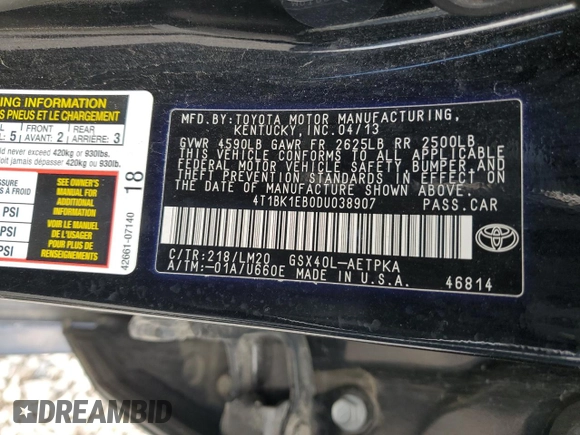 ING INFORMATION
S PNEUS ET LE CHARGEMENT
L 5 FRONT AVANT: 2 REAR ARRIÈRE: 3
ld never exceed 420kg or 930lbs.
t jamais dépasser 420kg ou 930lb.
ESSURE
S À FROID
PSI
PSI
PSI
SEE OWNER'S
MANUAL FOR
ADDITIONAL
INFORMATION
VOIR LE MANUEL
DE L'USAGER
POUR PLUS DE
RENSEIGNEMENTS
42661-07140 18
MFD.BY:TOYOTA MOTOR MANUFACTURING,
KENTUCKY,INC.04/13
GVWR 4590LB GAWR FR 2625LB RR 2500LB
THIS VEHICLE CONFORMS TO ALL APPLICABLE
FEDERAL MOTOR VEHICLE SAFETY,BUMPER,AND
THEFT PREVENTION STANDARDS IN EFFECT ON
THE DATE OF MANUFACTURE SHOWN ABOVE.
4T1BK1EB0DU038907 PASS.CAR
C/TR:218/LM20 GSX40L-AETPKA
A/TM:-01A/U660E MADE IN U.S.A.
46814
TOYOTA
DREAMBID